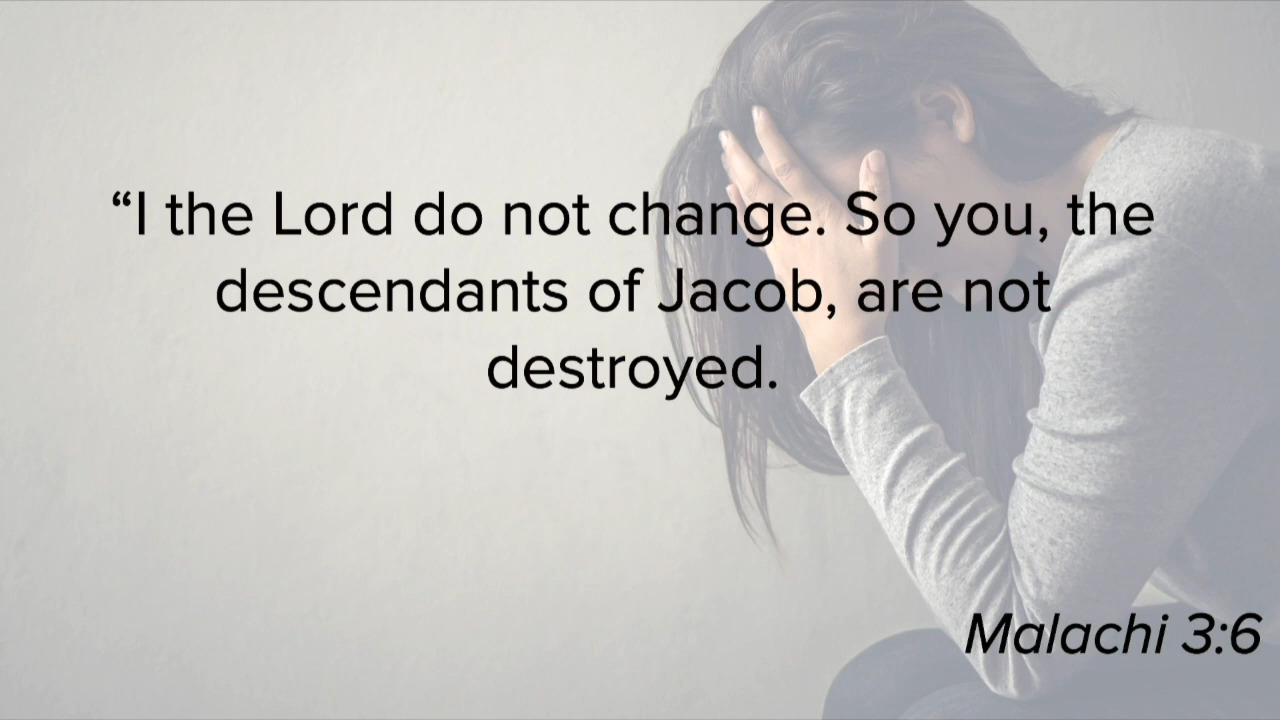 “I the Lord do not change. So you, the
descendants of Jacob, are not
destroyed.
Malachi 3:6